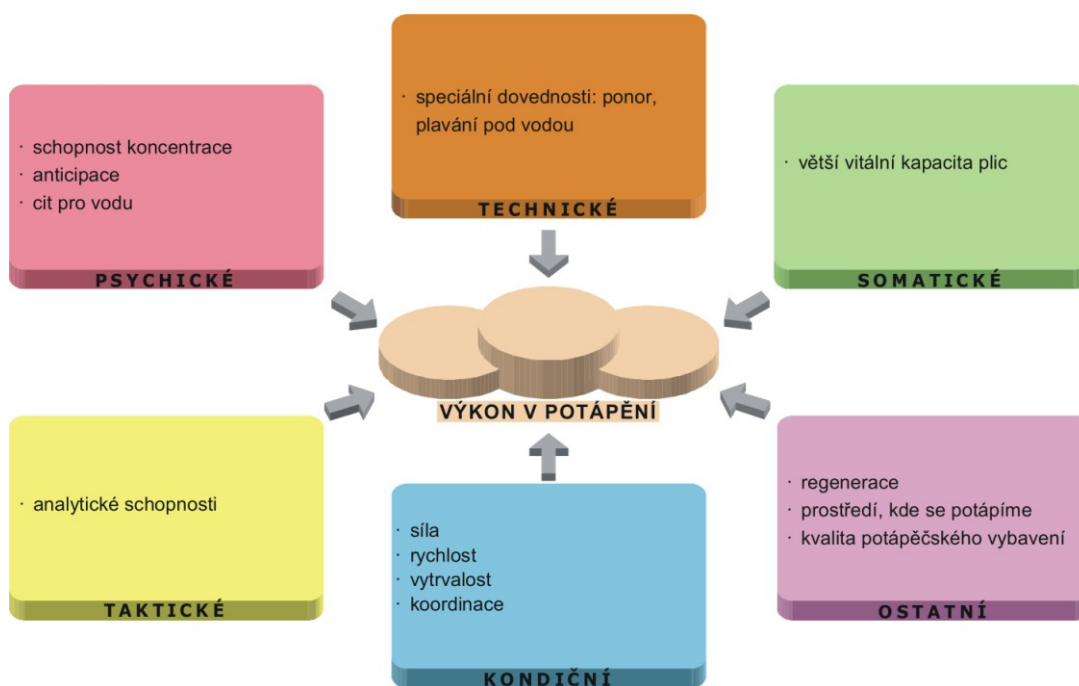 · schopnost koncentrace
· anticipace
· cit pro vodu
PSYCHICKÉ
· speciální dovednosti: ponor,
plavání pod vodou
TECHNICKÉ
· větší vitální kapacita plic
SOMATICKÉ
VÝKON V POTÁPĚNÍ
· analytické schopnosti
TAKTICKÉ
· síla
· rychlost
· vytrvalost
· koordinace
KONDIČNÍ
· regenerace
· prostředí, kde se potápíme
· kvalita potápěčského vybavení
OSTATNÍ